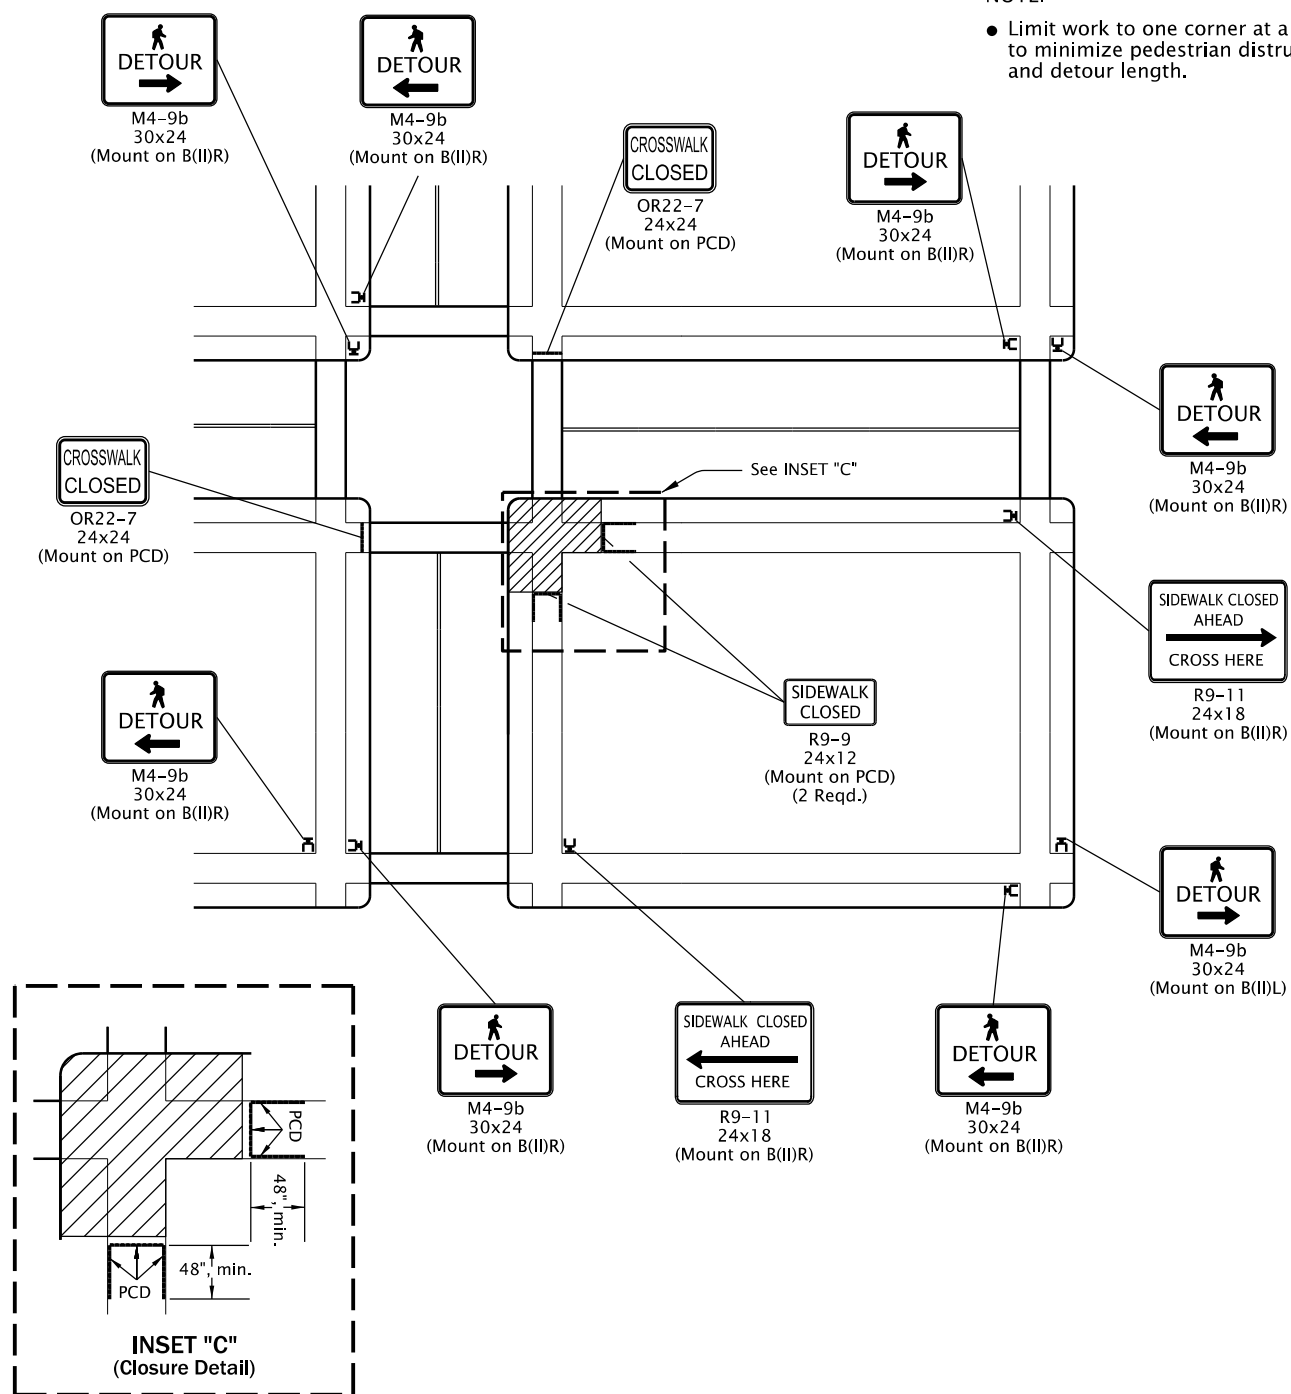 NOTE:
● Limit work to one corner at a
to minimize pedestrian distru
and detour length.
DETOUR
M4-9b
30x24
(Mount on B(II)R)
DETOUR
M4-9b
30x24
(Mount on B(II)R)
CROSSWALK
CLOSED
OR22-7
24x24
(Mount on PCD)
DETOUR
M4-9b
30x24
(Mount on B(II)R)
DETOUR
M4-9b
30x24
(Mount on B(II)R)
CROSSWALK
CLOSED
OR22-7
24x24
(Mount on PCD)
See INSET "C"
SIDEWALK CLOSED
AHEAD
CROSS HERE
R9-11
24x18
(Mount on B(II)R)
SIDEWALK
CLOSED
R9-9
24x12
(Mount on PCD)
(2 Reqd.)
DETOUR
M4-9b
30x24
(Mount on B(II)R)
DETOUR
M4-9b
30x24
(Mount on B(II)L)
DETOUR
M4-9b
30x24
(Mount on B(II)R)
SIDEWALK CLOSED
AHEAD
CROSS HERE
R9-11
24x18
(Mount on B(II)R)
DETOUR
M4-9b
30x24
(Mount on B(II)R)
PCD
48", min.
48", min.
PCD
INSET "C"
(Closure Detail)